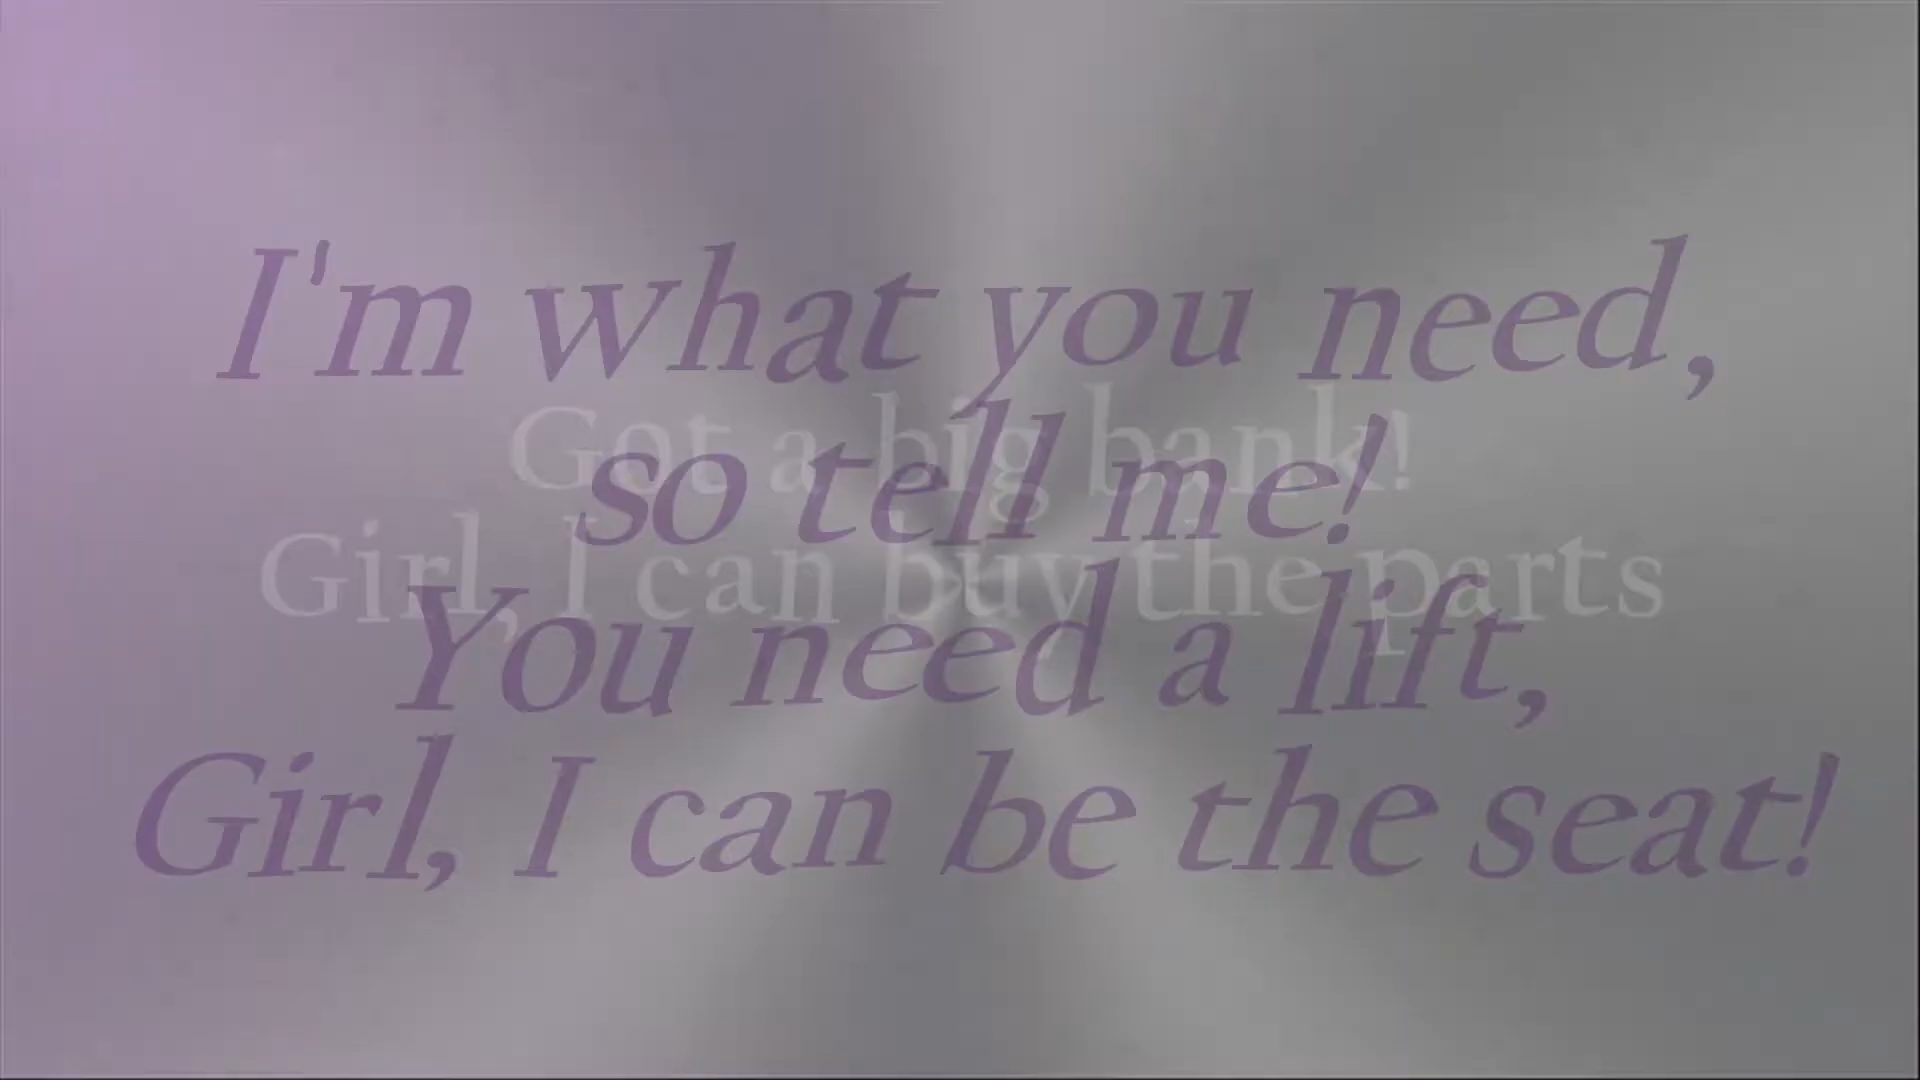 I'm what you need,
Got a big bank!
so tell me!
Girl, I can buy the parts
You need a lift,
Girl, I can be the seat!